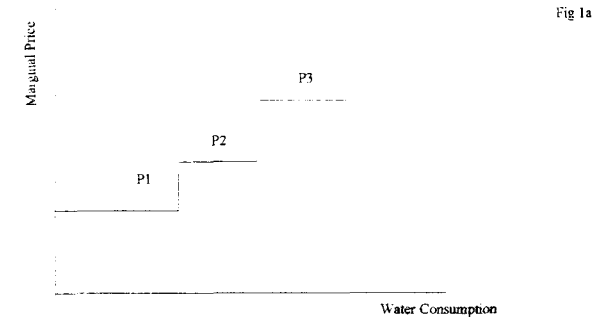 Fig 1a
Marginal Price
P3
P2
P1
Water Consumption